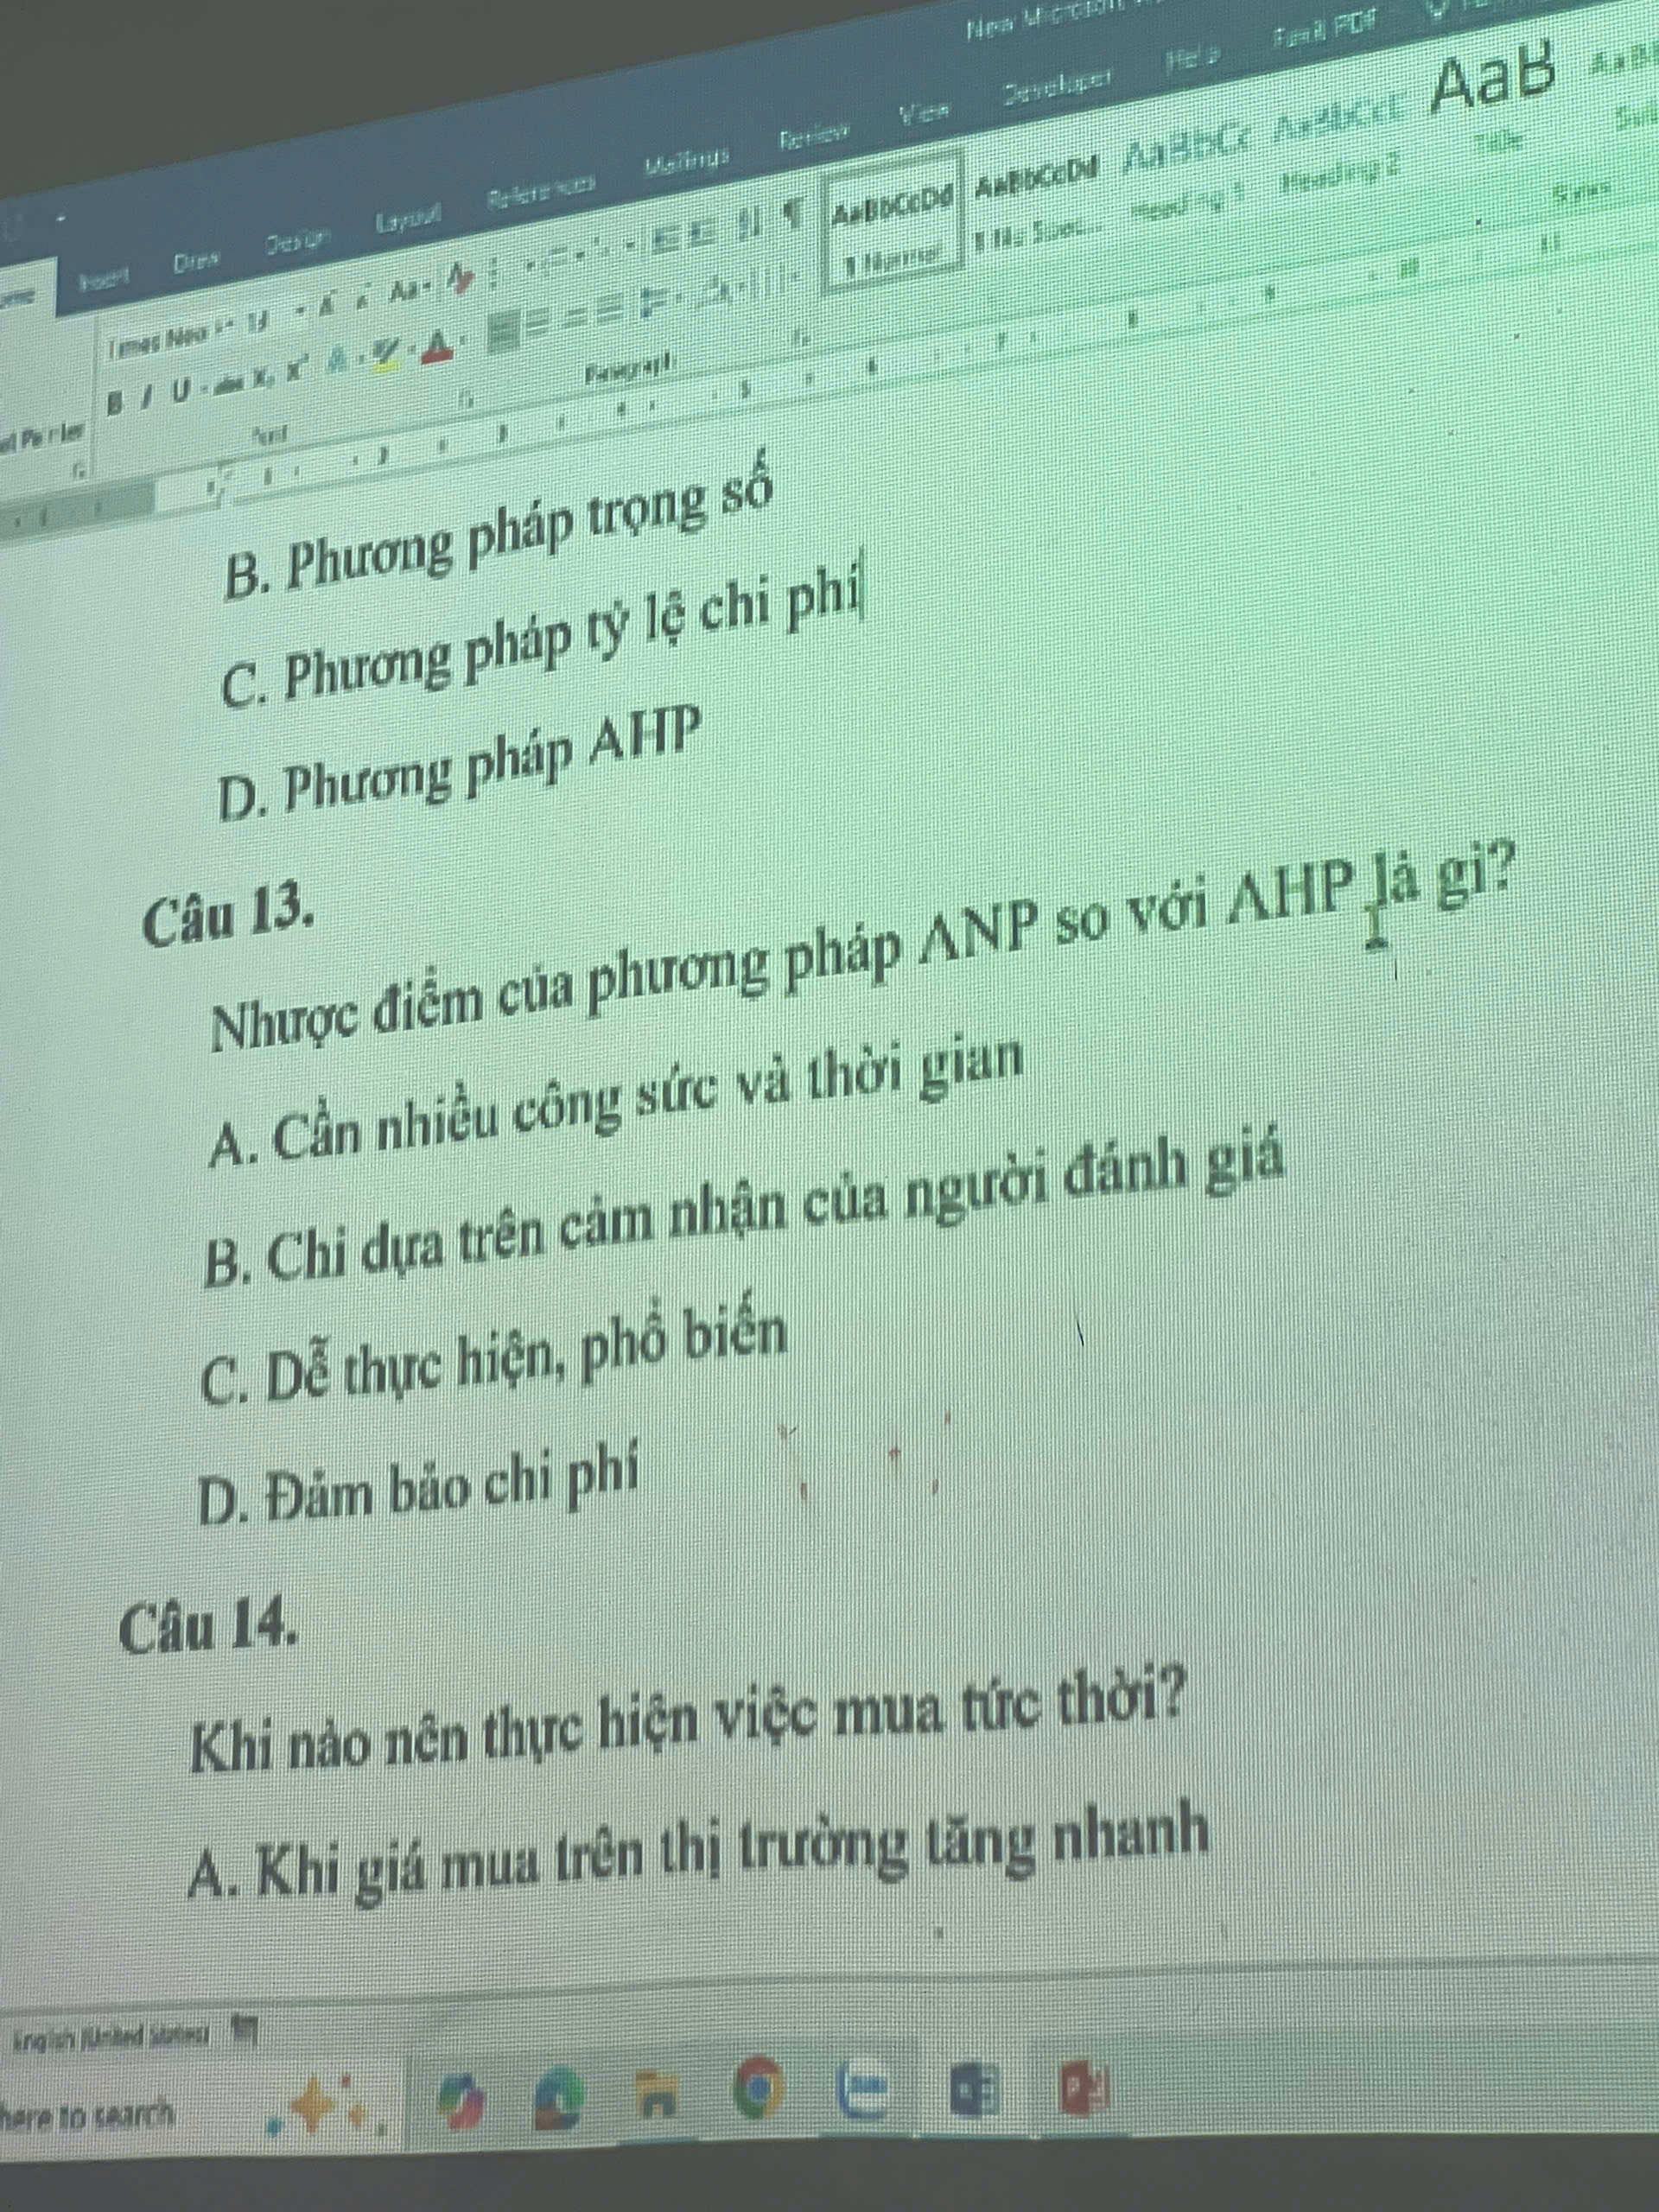 New Microsoft
Insert Draw Design Layout References Mailings Review View Developer Help Foxit PDF
Times New 13 Aa
B I U abc X₂ X² A
AaBbCcDd AaBbCcDd AaBbCc AaBbCcE AaB
¶ Normal ¶ No Spac... Heading 1 Heading 2 Title
Font Paragraph Styles
B. Phương pháp trọng số
C. Phương pháp tỷ lệ chi phí
D. Phương pháp AHP
Câu 13.
Nhược điểm của phương pháp ANP so với AHP là gì?
A. Cần nhiều công sức và thời gian
B. Chỉ dựa trên cảm nhận của người đánh giá
C. Dễ thực hiện, phổ biến
D. Đảm bảo chi phí
Câu 14.
Khi nào nên thực hiện việc mua tức thời?
A. Khi giá mua trên thị trường tăng nhanh
English (United States)
here to search